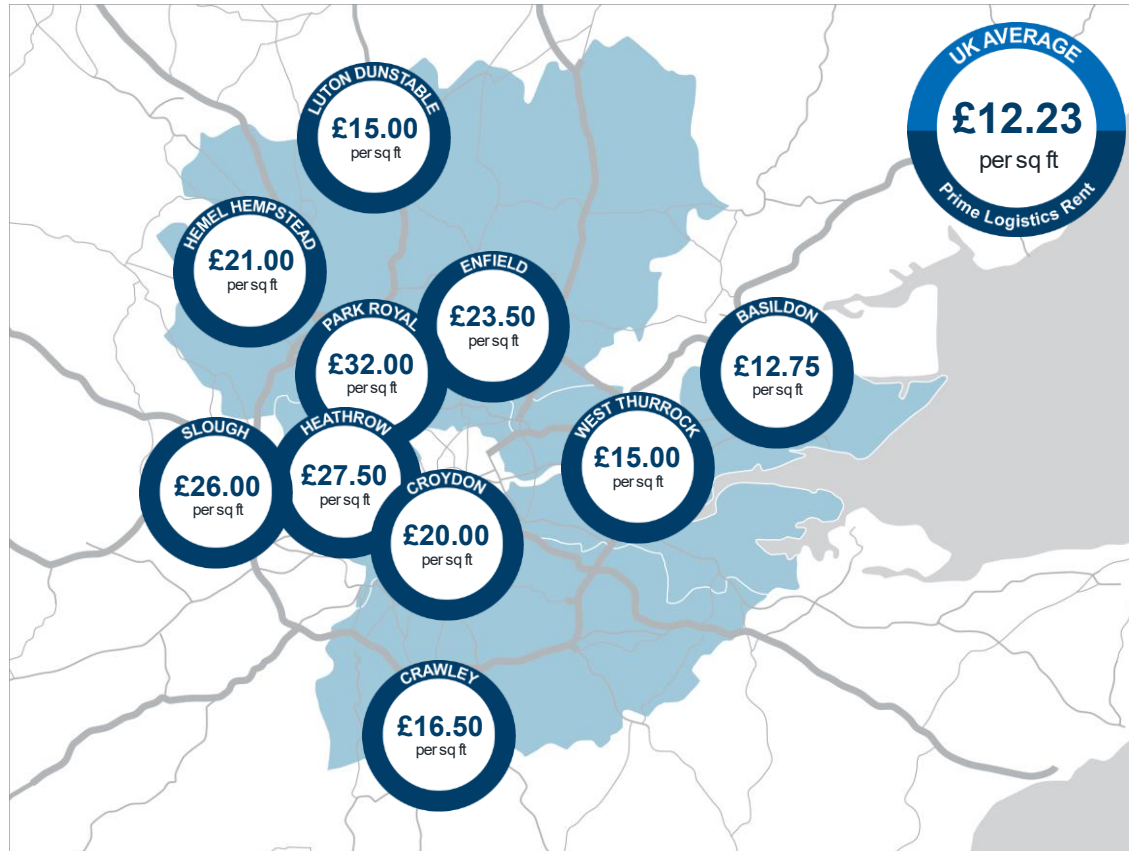 UK AVERAGE
£12.23
per sq ft
Prime Logistics Rent
LUTON DUNSTABLE
£15.00
per sq ft
HEMEL HEMPSTEAD
£21.00
per sq ft
ENFIELD
£23.50
per sq ft
PARK ROYAL
£32.00
per sq ft
BASILDON
£12.75
per sq ft
WEST THURROCK
£15.00
per sq ft
SLOUGH
£26.00
per sq ft
HEATHROW
£27.50
per sq ft
CROYDON
£20.00
per sq ft
CRAWLEY
£16.50
per sq ft